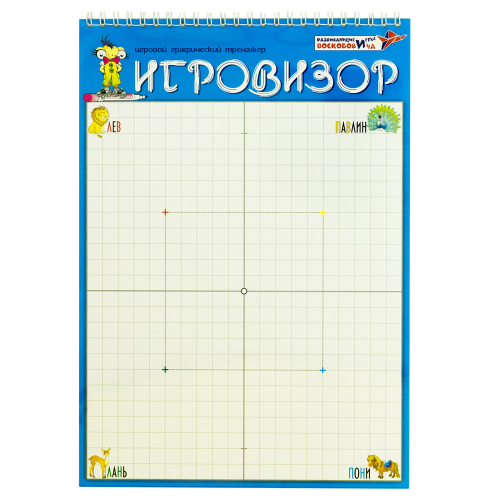 РАЗВИВАЮЩИЕ ИГРЫ
ВОСКОБОВИЧА
игровой графический тренажер
ИГРОВИЗОР
ЛЕВ
ПАВЛИН
ЛАНЬ
ПОНИ